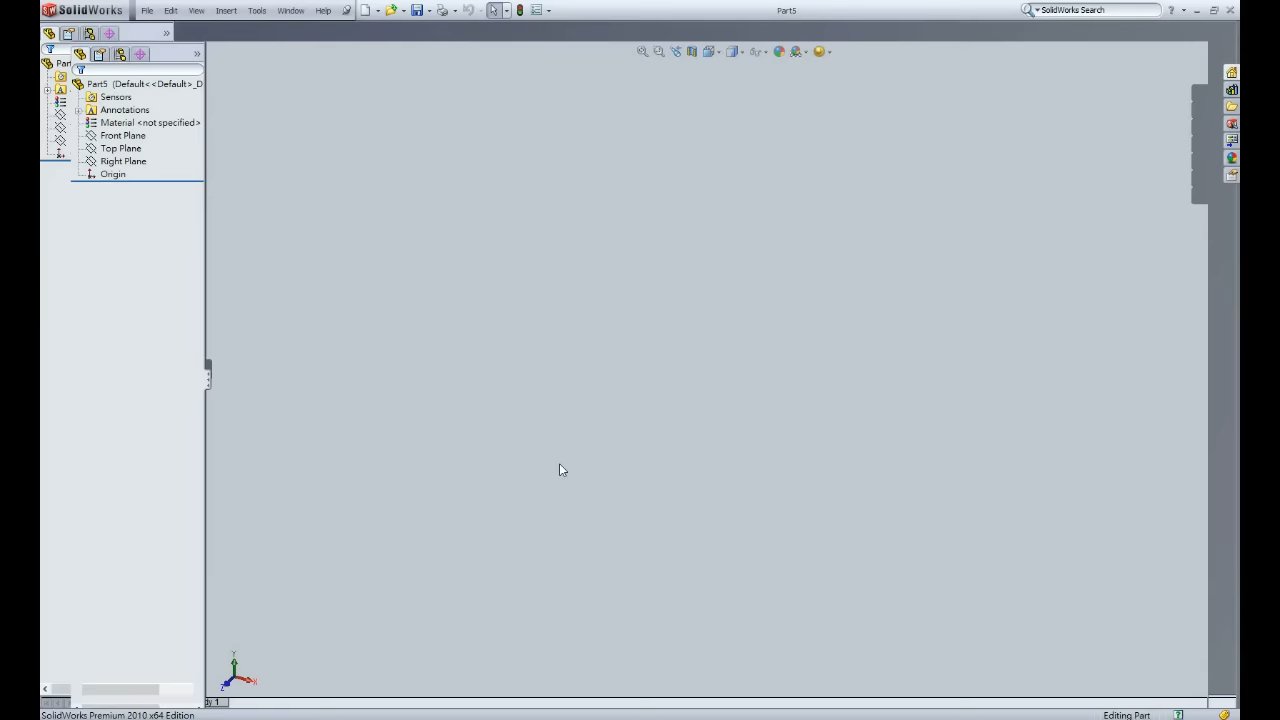 SolidWorks File Edit View Insert Tools Window Help Part5 SolidWorks Search ?
Part5 (Default<<Default>_D
Sensors
Annotations
Material <not specified>
Front Plane
Top Plane
Right Plane
Origin
Y
X
Z
SolidWorks Premium 2010 x64 Edition Editing Part